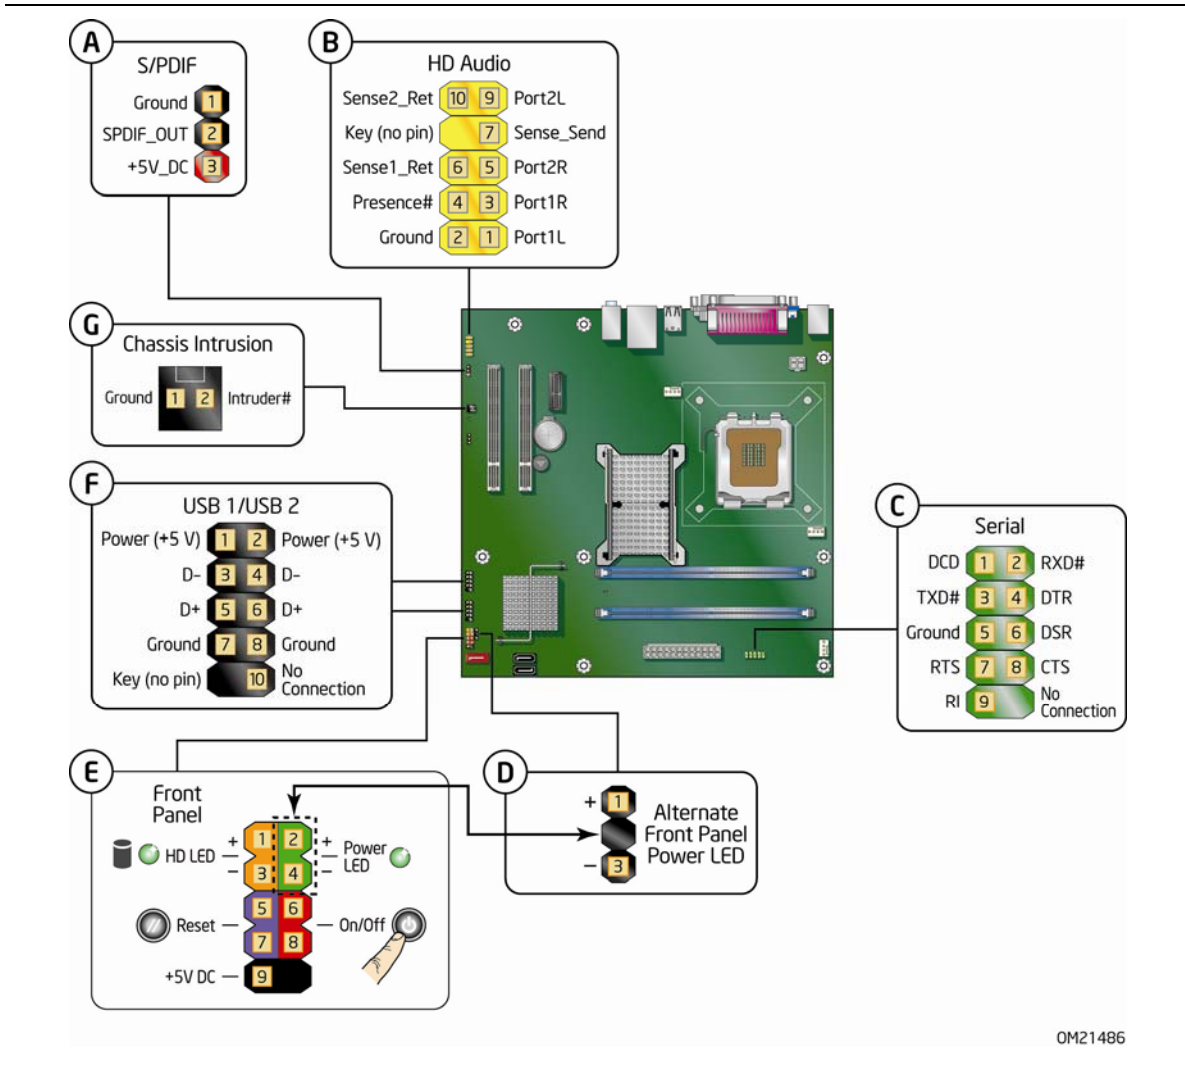 A
S/PDIF
Ground 1
SPDIF_OUT 2
+5V_DC 3
B
HD Audio
Sense2_Ret 10 9 Port2L
Key (no pin) 7 Sense_Send
Sense1_Ret 6 5 Port2R
Presence# 4 3 Port1R
Ground 2 1 Port1L
G
Chassis Intrusion
Ground 1 2 Intruder#
F
USB 1/USB 2
Power (+5 V) 1 2 Power (+5 V)
D- 3 4 D-
D+ 5 6 D+
Ground 7 8 Ground
Key (no pin) 10 No
Connection
C
Serial
DCD 1 2 RXD#
TXD# 3 4 DTR
Ground 5 6 DSR
RTS 7 8 CTS
RI 9 No
Connection
E
Front
Panel
+ 1 2 +
HD LED Power
LED
- 3 4 -
5 6
Reset On/Off
7 8
+5V DC 9
D
+ 1
Alternate
Front Panel
Power LED
- 3
OM21486